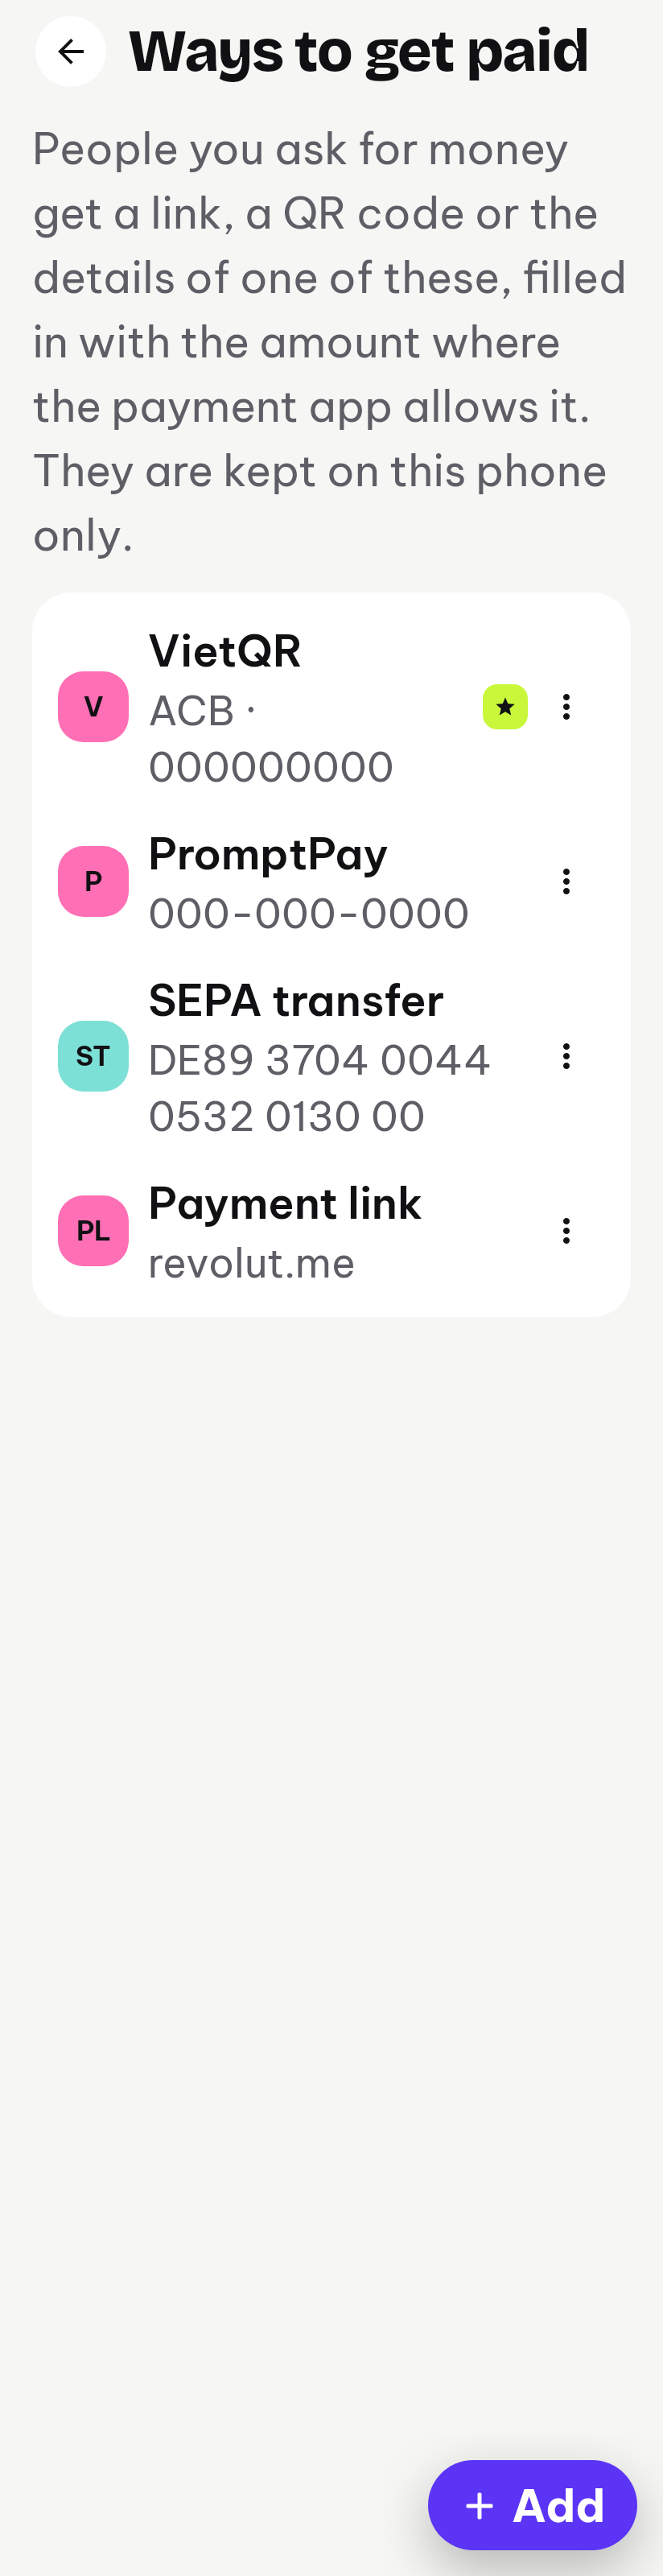 Ways to get paid
People you ask for money
get a link, a QR code or the
details of one of these, filled
in with the amount where
the payment app allows it.
They are kept on this phone
only.
VietQR
V
ACB ·
000000000
PromptPay
P
000-000-0000
SEPA transfer
ST
DE89 3704 0044
0532 0130 00
Payment link
PL
revolut.me
+ Add